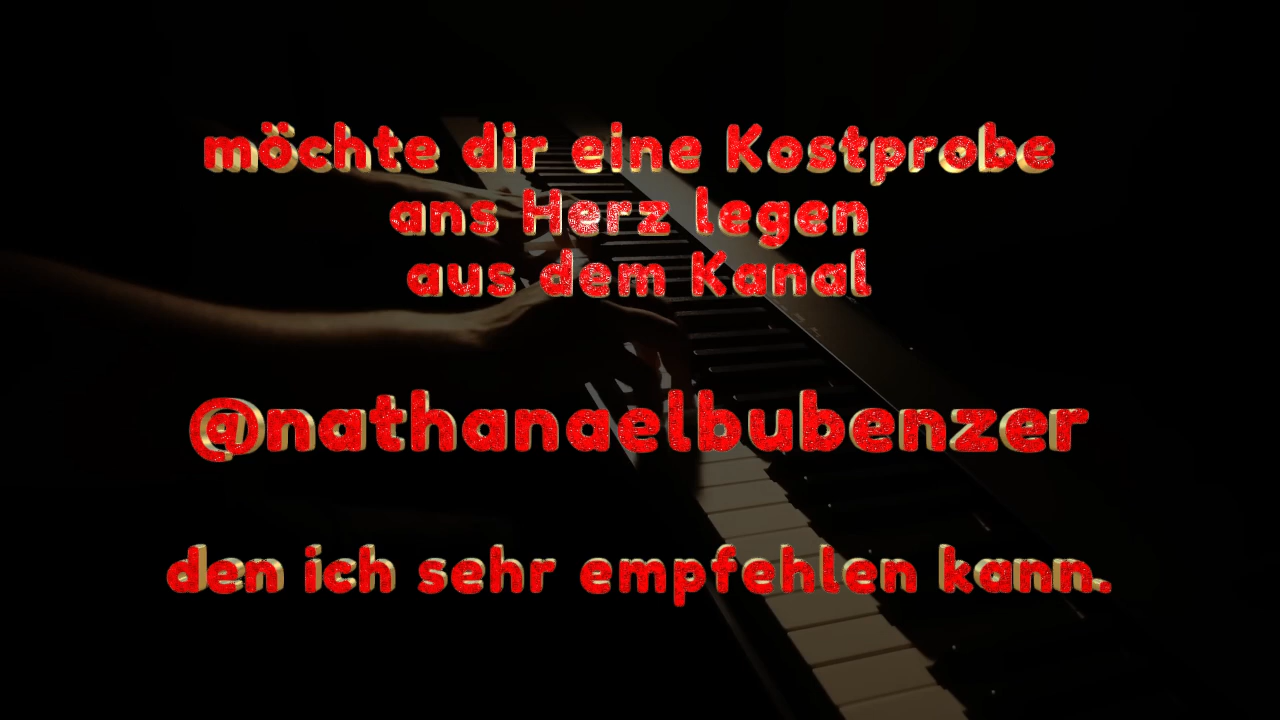 möchte dir eine Kostprobe
ans Herz legen
aus dem Kanal
@nathanaelbubenzer
den ich sehr empfehlen kann.